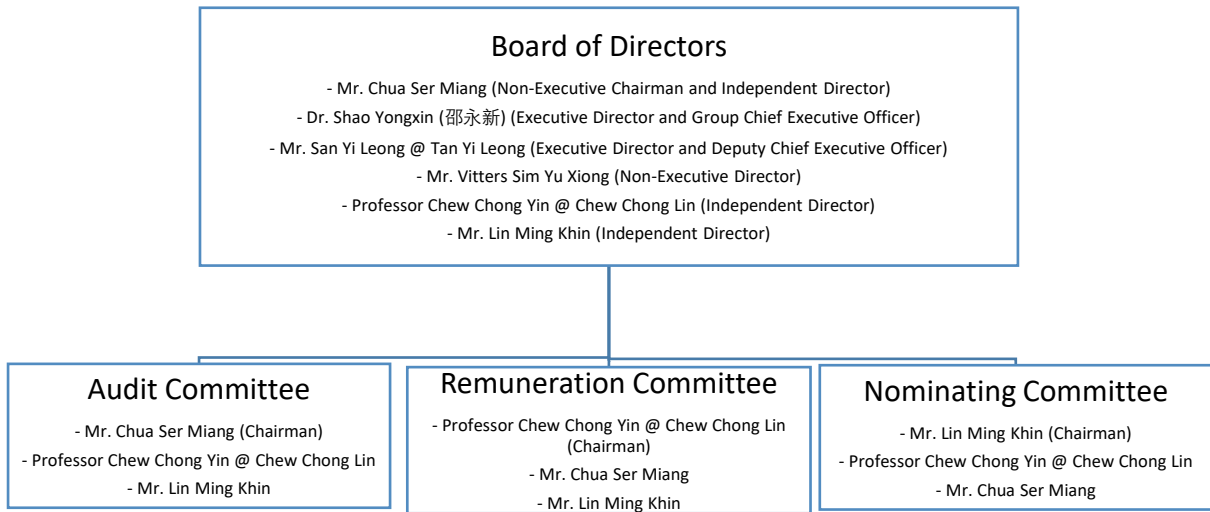 Board of Directors
- Mr. Chua Ser Miang (Non-Executive Chairman and Independent Director)
- Dr. Shao Yongxin (邵永新) (Executive Director and Group Chief Executive Officer)
- Mr. San Yi Leong @ Tan Yi Leong (Executive Director and Deputy Chief Executive Officer)
- Mr. Vitters Sim Yu Xiong (Non-Executive Director)
- Professor Chew Chong Yin @ Chew Chong Lin (Independent Director)
- Mr. Lin Ming Khin (Independent Director)
Audit Committee
- Mr. Chua Ser Miang (Chairman)
- Professor Chew Chong Yin @ Chew Chong Lin
- Mr. Lin Ming Khin
Remuneration Committee
- Professor Chew Chong Yin @ Chew Chong Lin
(Chairman)
- Mr. Chua Ser Miang
- Mr. Lin Ming Khin
Nominating Committee
- Mr. Lin Ming Khin (Chairman)
- Professor Chew Chong Yin @ Chew Chong Lin
- Mr. Chua Ser Miang